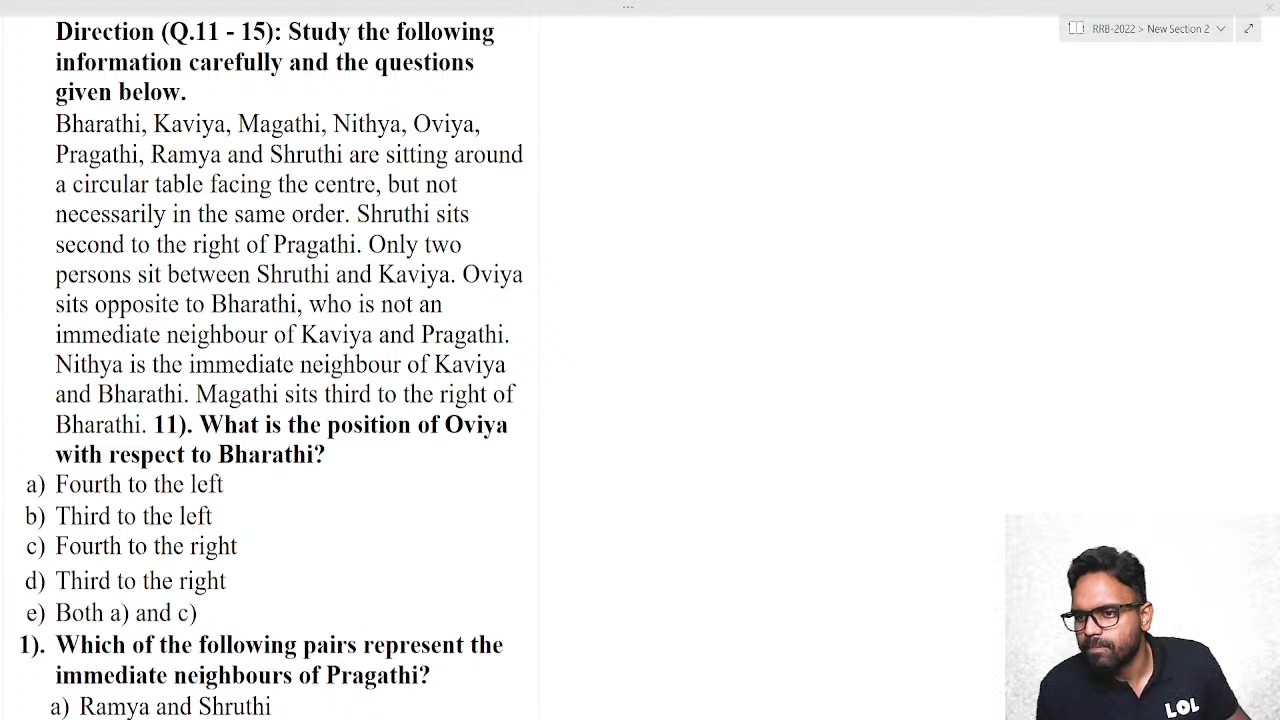 ...
RRB-2022 > New Section 2
Direction (Q.11 - 15): Study the following
information carefully and the questions
given below.
Bharathi, Kaviya, Magathi, Nithya, Oviya,
Pragathi, Ramya and Shruthi are sitting around
a circular table facing the centre, but not
necessarily in the same order. Shruthi sits
second to the right of Pragathi. Only two
persons sit between Shruthi and Kaviya. Oviya
sits opposite to Bharathi, who is not an
immediate neighbour of Kaviya and Pragathi.
Nithya is the immediate neighbour of Kaviya
and Bharathi. Magathi sits third to the right of
Bharathi. 11). What is the position of Oviya
with respect to Bharathi?
a) Fourth to the left
b) Third to the left
c) Fourth to the right
d) Third to the right
e) Both a) and c)
1). Which of the following pairs represent the
immediate neighbours of Pragathi?
a) Ramya and Shruthi
LOL